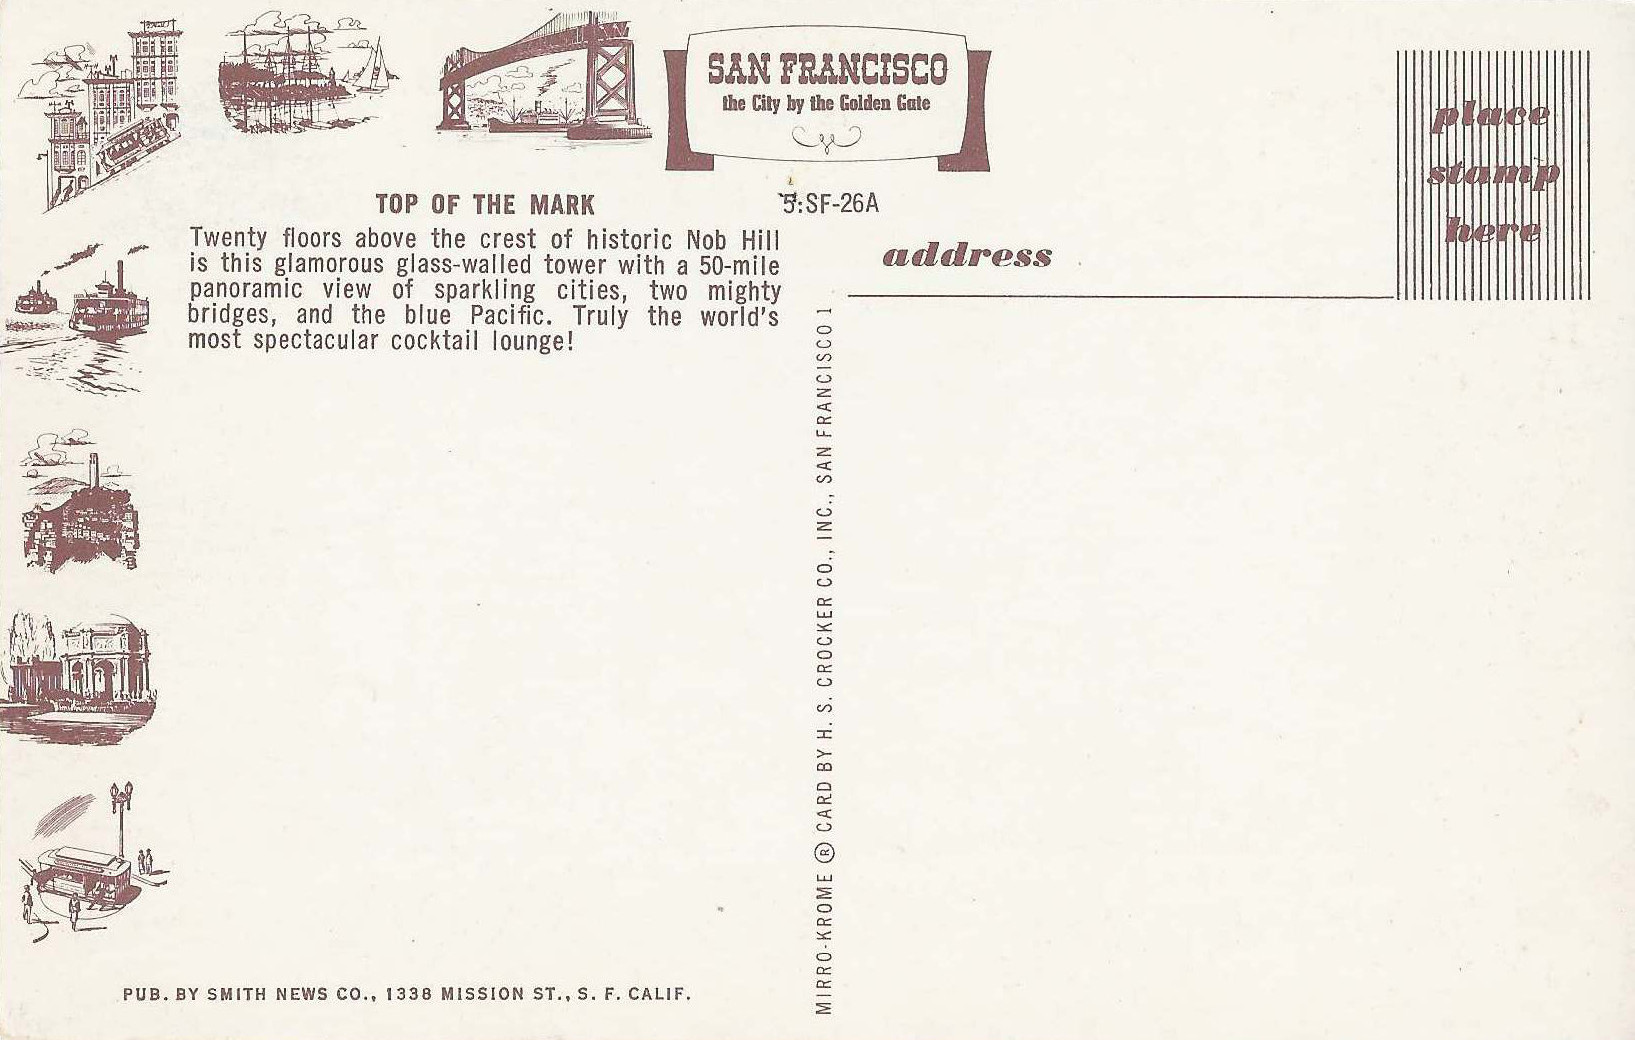 SAN FRANCISCO
the City by the Golden Gate
place
stamp
here
TOP OF THE MARK
5:SF-26A
Twenty floors above the crest of historic Nob Hill
is this glamorous glass-walled tower with a 50-mile
panoramic view of sparkling cities, two mighty
bridges, and the blue Pacific. Truly the world's
most spectacular cocktail lounge!
address
MIRRO-KROME ® CARD BY H. S. CROCKER CO., INC., SAN FRANCISCO 1
PUB. BY SMITH NEWS CO., 1338 MISSION ST., S. F. CALIF.